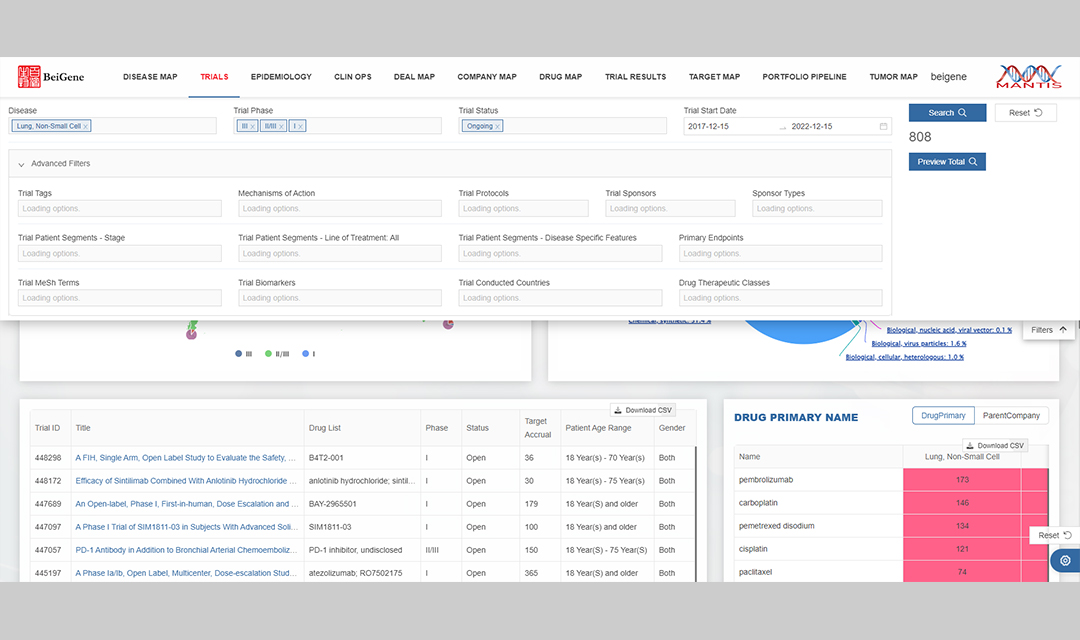 BeiGene
DISEASE MAP TRIALS EPIDEMIOLOGY CLIN OPS DEAL MAP COMPANY MAP DRUG MAP TRIAL RESULTS TARGET MAP PORTFOLIO PIPELINE TUMOR MAP beigene
MANTIS
Disease Trial Phase Trial Status Trial Start Date
Lung, Non-Small Cell x III x II/III x I x Ongoing x 2017-12-15 2022-12-15
Search Reset
808
Preview Total
Advanced Filters
Trial Tags Mechanisms of Action Trial Protocols Trial Sponsors Sponsor Types
Loading options. Loading options. Loading options. Loading options. Loading options.
Trial Patient Segments - Stage Trial Patient Segments - Line of Treatment: All Trial Patient Segments - Disease Specific Features Primary Endpoints
Loading options. Loading options. Loading options. Loading options.
Trial MeSh Terms Trial Biomarkers Trial Conducted Countries Drug Therapeutic Classes
Loading options. Loading options. Loading options. Loading options.
III II/III I
Biological, nucleic acid, viral vector: 0.1 %
Biological, virus particles: 1.6 %
Biological, cellular, heterologous: 1.0 %
Filters
Download CSV
Trial ID Title Drug List Phase Status Target Accrual Patient Age Range Gender
448298 A FIH, Single Arm, Open Label Study to Evaluate the Safety, ... B4T2-001 I Open 36 18 Year(S) - 70 Year(S) Both
448172 Efficacy of Sintilimab Combined With Anlotinib Hydrochloride ... anlotinib hydrochloride; sintil... I Open 30 18 Year(s) - 75 Year(s) Both
447689 An Open-label, Phase I, First-in-human, Dose Escalation and ... BAY-2965501 I Open 179 18 Year(S) and older Both
447097 A Phase I Trial of SIM1811-03 in Subjects With Advanced Soli... SIM1811-03 I Open 100 18 Year(s) and older Both
447057 PD-1 Antibody in Addition to Bronchial Arterial Chemoemboliz... PD-1 inhibitor, undisclosed II/III Open 150 18 Year(S) - 75 Year(S) Both
445197 A Phase Ia/Ib, Open Label, Multicenter, Dose-escalation Stud... atezolizumab; RO7502175 I Open 365 18 Year(S) and older Both
DRUG PRIMARY NAME DrugPrimary ParentCompany
Download CSV
Name Lung, Non-Small Cell
pembrolizumab 173
carboplatin 146
pemetrexed disodium 134
cisplatin 121
paclitaxel 74
Reset